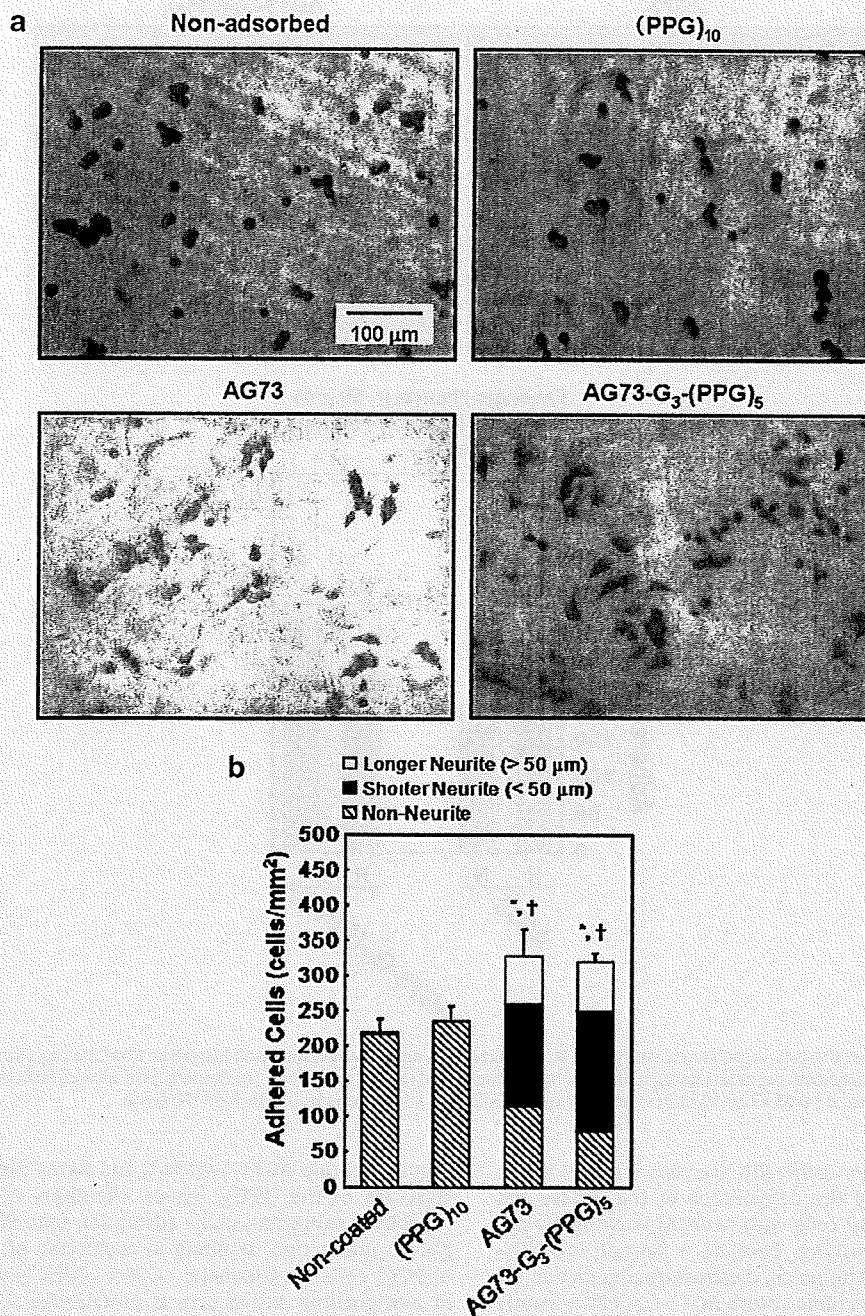 a
Non-adsorbed
(PPG)10
100 μm
AG73
AG73-G3-(PPG)5
b
Longer Neurite (> 50 μm)
Shorter Neurite (< 50 μm)
Non-Neurite
Adhered Cells (cells/mm2)
500
450
400
350
300
250
200
150
100
50
0
*,†
*,†
Non-coated
(PPG)10
AG73
AG73-G3-(PPG)5